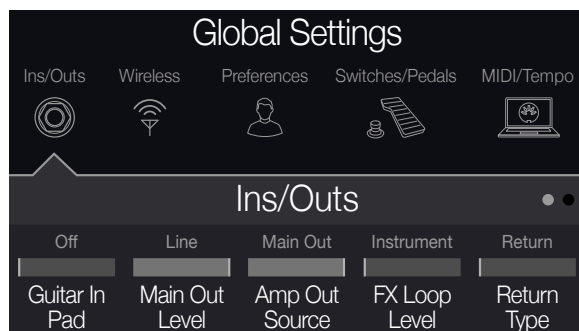 Global Settings
Ins/Outs Wireless Preferences Switches/Pedals MIDI/Tempo
Ins/Outs
Off Line Main Out Instrument Return
Guitar In Main Out Amp Out FX Loop Return
Pad Level Source Level Type